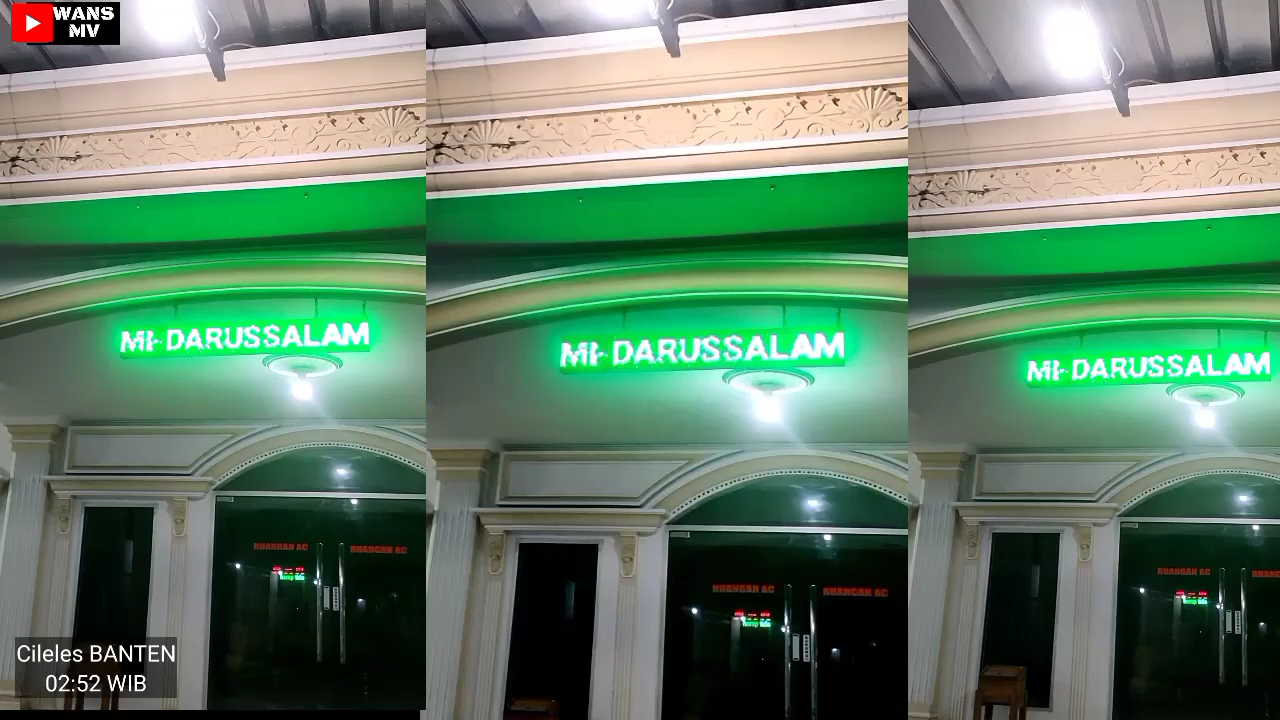 WANS
MV
MI-DARUSSALAM
MI-DARUSSALAM
MI-DARUSSALAM
RUANGAN AC
RUANGAN AC
RUANGAN AC
RUANGAN AC
RUANGAN AC
Cileles BANTEN
02:52 WIB